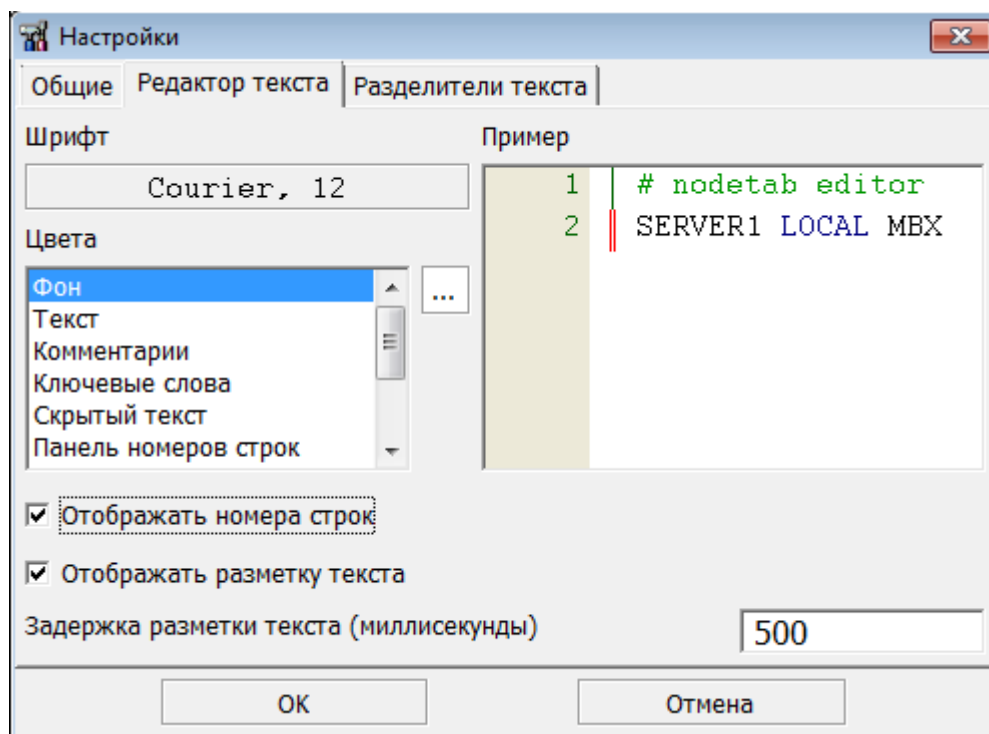 Настройки
Общие Редактор текста Разделители текста
Шрифт
Courier, 12
Цвета
Фон
Текст
Комментарии
Ключевые слова
Скрытый текст
Панель номеров строк
...
Пример
1 # nodetab editor
2 SERVER1 LOCAL MBX
Отображать номера строк
Отображать разметку текста
Задержка разметки текста (миллисекунды) 500
ОК Отмена